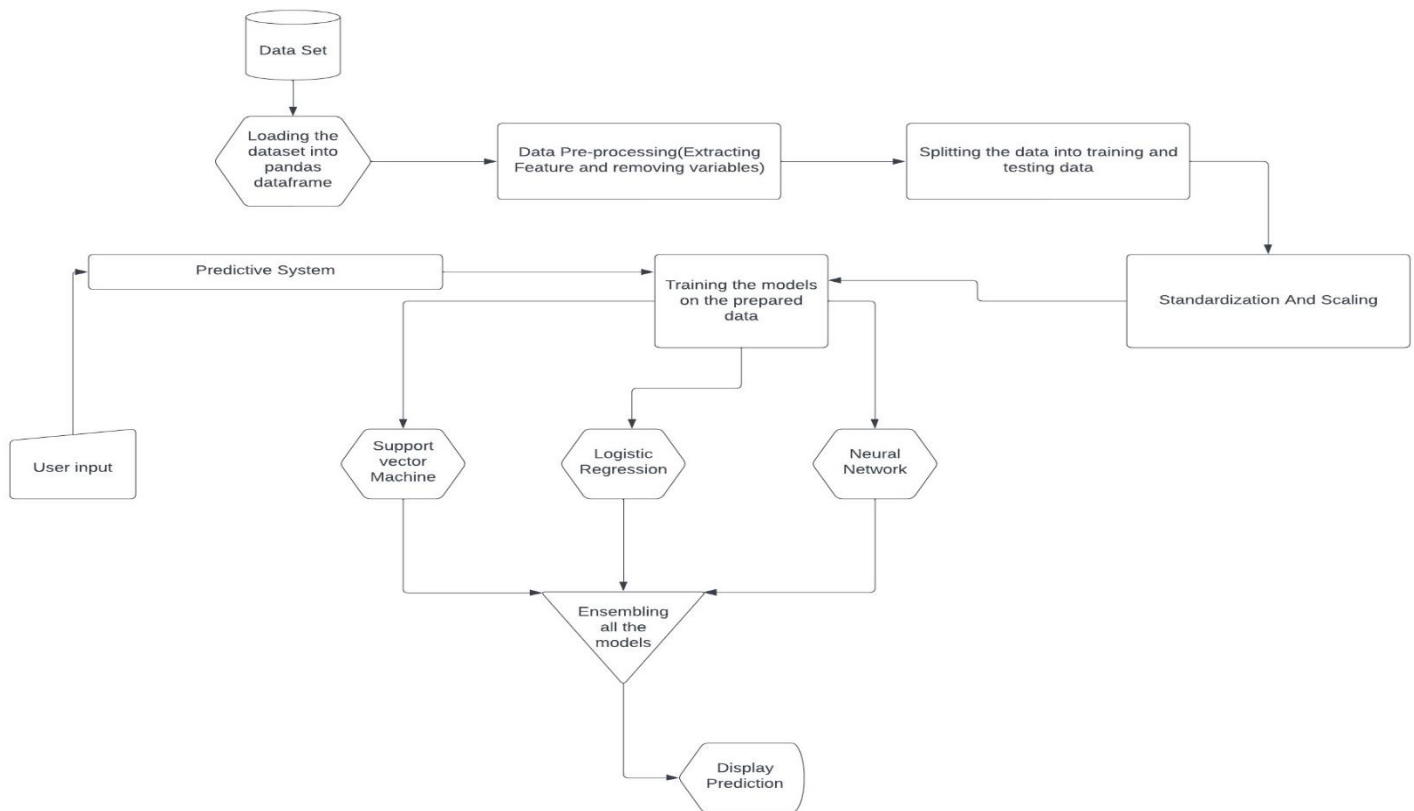 Data Set
Loading the
dataset into
pandas
dataframe
Data Pre-processing(Extracting
Feature and removing variables)
Splitting the data into training and
testing data
Predictive System
Training the models
on the prepared
data
Standardization And Scaling
User input
Support
vector
Machine
Logistic
Regression
Neural
Network
Ensembling
all the
models
Display
Prediction